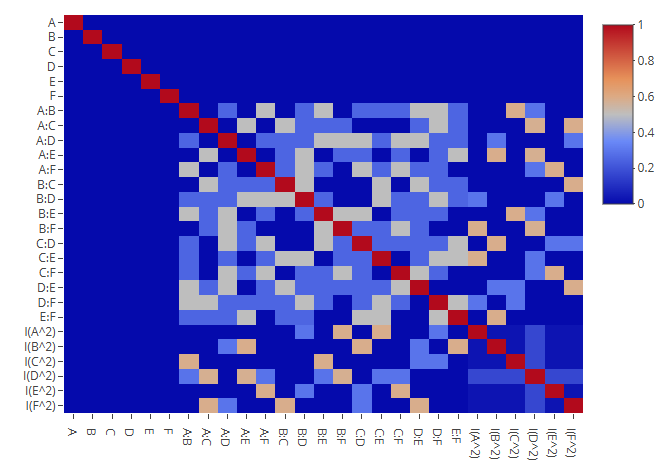 A
B
C
D
E
F
A:B
A:C
A:D
A:E
A:F
B:C
B:D
B:E
B:F
C:D
C:E
C:F
D:E
D:F
E:F
I(A^2)
I(B^2)
I(C^2)
I(D^2)
I(E^2)
I(F^2)
A
B
C
D
E
F
A:B
A:C
A:D
A:E
A:F
B:C
B:D
B:E
B:F
C:D
C:E
C:F
D:E
D:F
E:F
I(A^2)
I(B^2)
I(C^2)
I(D^2)
I(E^2)
I(F^2)
1
0.8
0.6
0.4
0.2
0